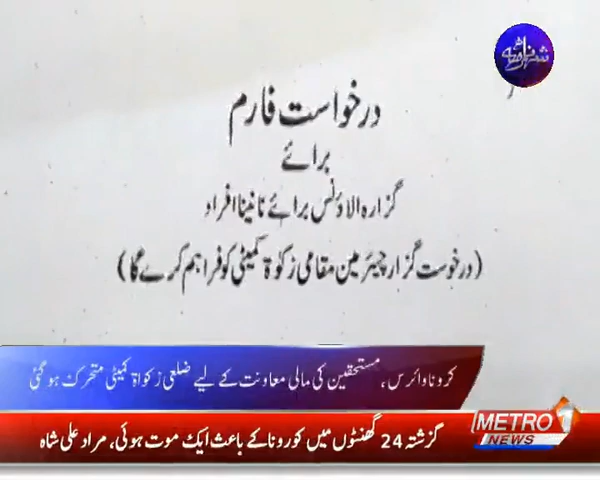 درخواست فارم
برائے
گزارہ الاؤنس برائے نابینا افراد
(درخوست گزار چیئرمین مقامی زکوٰۃ کمیٹی کو فراہم کرے گا)
کرونا وائرس، مستحقین کی مالی معاونت کے لیے ضلعی زکواۃ کمیٹی متحرک ہوگئی
گزشتہ 24 گھنٹوں میں کورونا کے باعث ایک موت ہوئی، مراد علی شاہ
METRO 1
NEWS